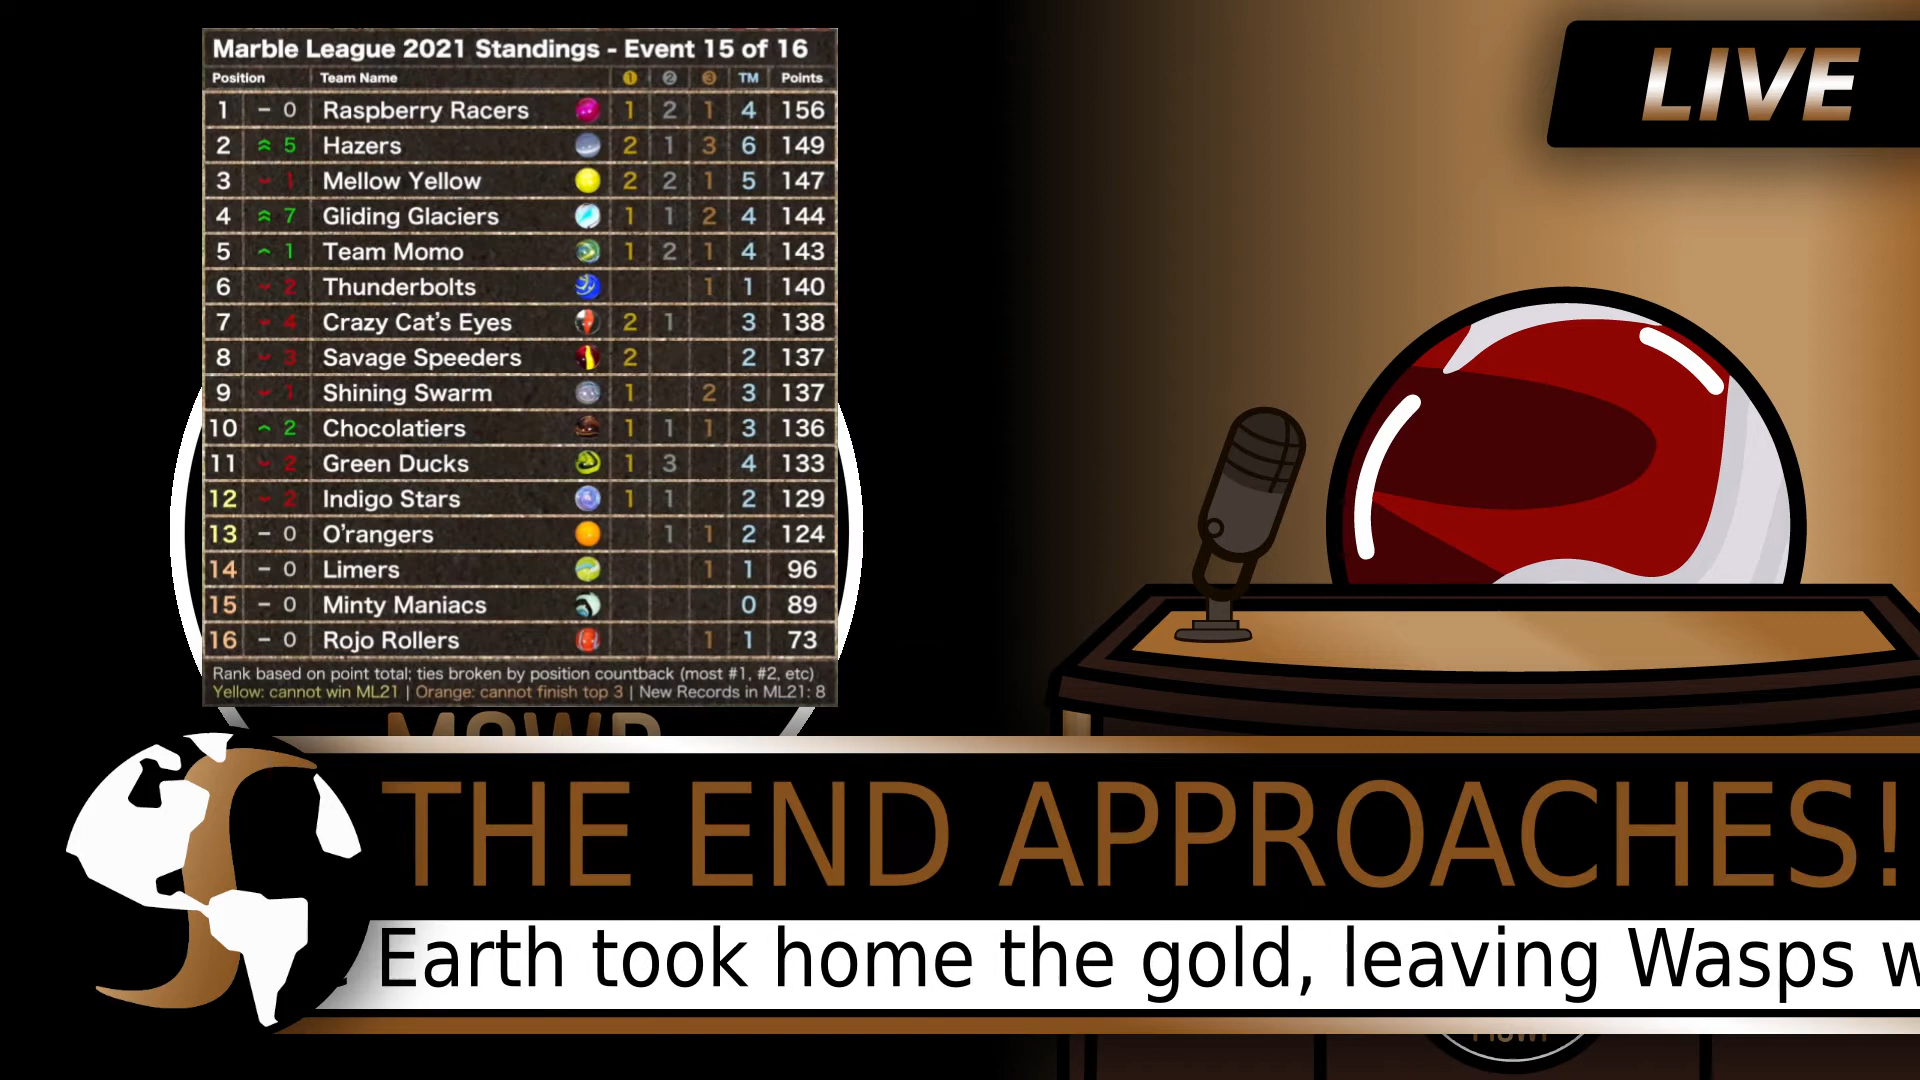 Marble League 2021 Standings - Event 15 of 16
Position Team Name 1 2 3 TM Points
1 – 0 Raspberry Racers 1 2 1 4 156
2 5 Hazers 2 1 3 6 149
3 1 Mellow Yellow 2 2 1 5 147
4 7 Gliding Glaciers 1 1 2 4 144
5 1 Team Momo 1 2 1 4 143
6 2 Thunderbolts 1 1 140
7 4 Crazy Cat's Eyes 2 1 3 138
8 3 Savage Speeders 2 2 137
9 1 Shining Swarm 1 2 3 137
10 2 Chocolatiers 1 1 1 3 136
11 2 Green Ducks 1 3 4 133
12 2 Indigo Stars 1 1 2 129
13 – 0 O'rangers 1 1 2 124
14 – 0 Limers 1 1 96
15 – 0 Minty Maniacs 0 89
16 – 0 Rojo Rollers 1 1 73
Rank based on point total; ties broken by position countback (most #1, #2, etc)
Yellow: cannot win ML21 | Orange: cannot finish top 3 | New Records in ML21: 8
LIVE
THE END APPROACHES!
Earth took home the gold, leaving Wasps